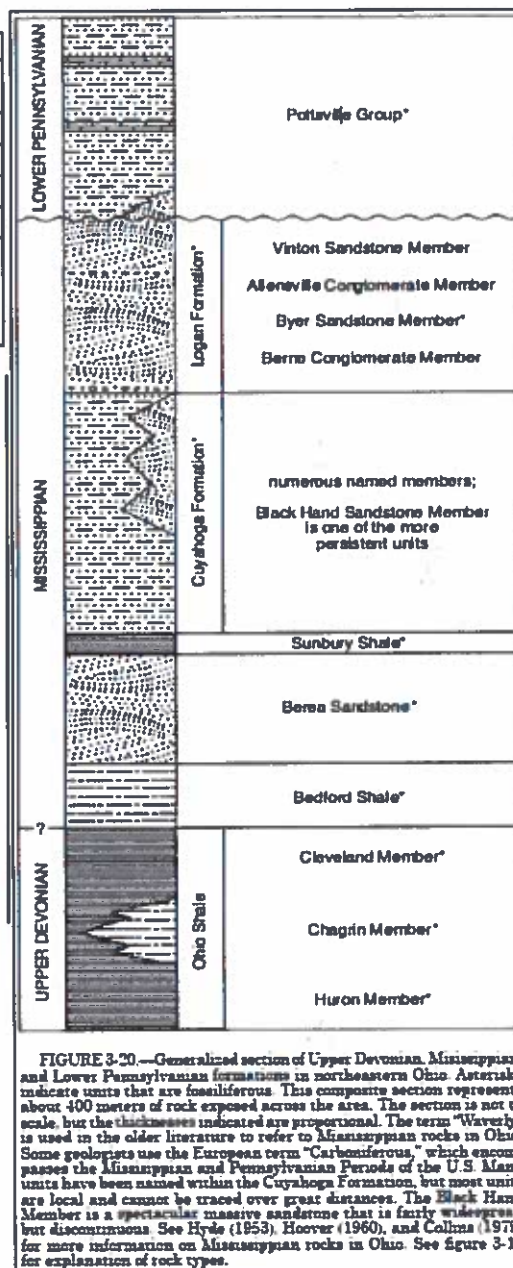 LOWER PENNSYLVANIAN
Pottsville Group*
MISSISSIPPIAN
Logan Formation*
Vinton Sandstone Member
Allensville Conglomerate Member
Byer Sandstone Member*
Berne Conglomerate Member
Cuyahoga Formation*
numerous named members;
Black Hand Sandstone Member
is one of the more
persistent units
Sunbury Shale*
Berea Sandstone*
Bedford Shale*
?
UPPER DEVONIAN
Ohio Shale
Cleveland Member*
Chagrin Member*
Huron Member*
FIGURE 3-20.—Generalized section of Upper Devonian, Mississippian
and Lower Pennsylvanian formations in northeastern Ohio. Asterisk
indicate units that are fossiliferous. This composite section represent
about 400 meters of rock exposed across the area. The section is not t
scale, but the thicknesses indicated are proportional. The term "Waverly
is used in the older literature to refer to Mississippian rocks in Ohio
Some geologists use the European term "Carboniferous," which encom
passes the Mississippian and Pennsylvanian Periods of the U.S. Many
units have been named within the Cuyahoga Formation, but most unit
are local and cannot be traced over great distances. The Black Han
Member is a spectacular massive sandstone that is fairly widesprea
but discontinuous. See Hyde (1953), Hoover (1960), and Collins (1979
for more information on Mississippian rocks in Ohio. See figure 3-1
for explanation of rock types.